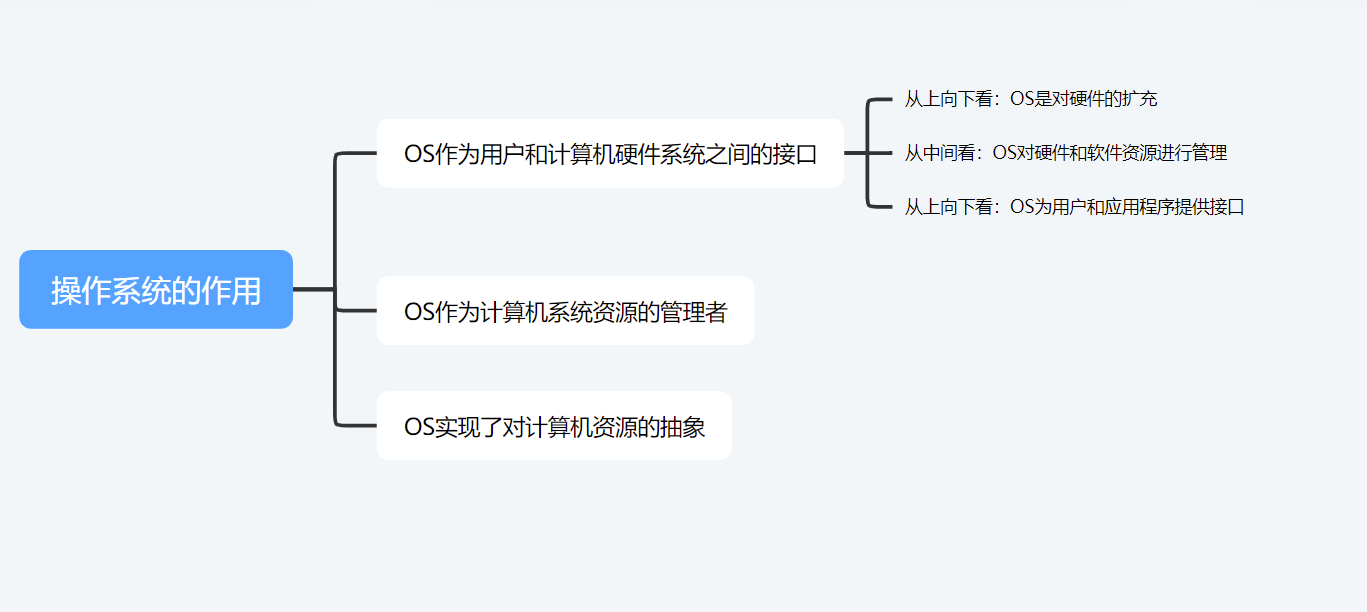 操作系统的作用
OS作为用户和计算机硬件系统之间的接口
从上向下看：OS是对硬件的扩充
从中间看：OS对硬件和软件资源进行管理
从上向下看：OS为用户和应用程序提供接口
OS作为计算机系统资源的管理者
OS实现了对计算机资源的抽象